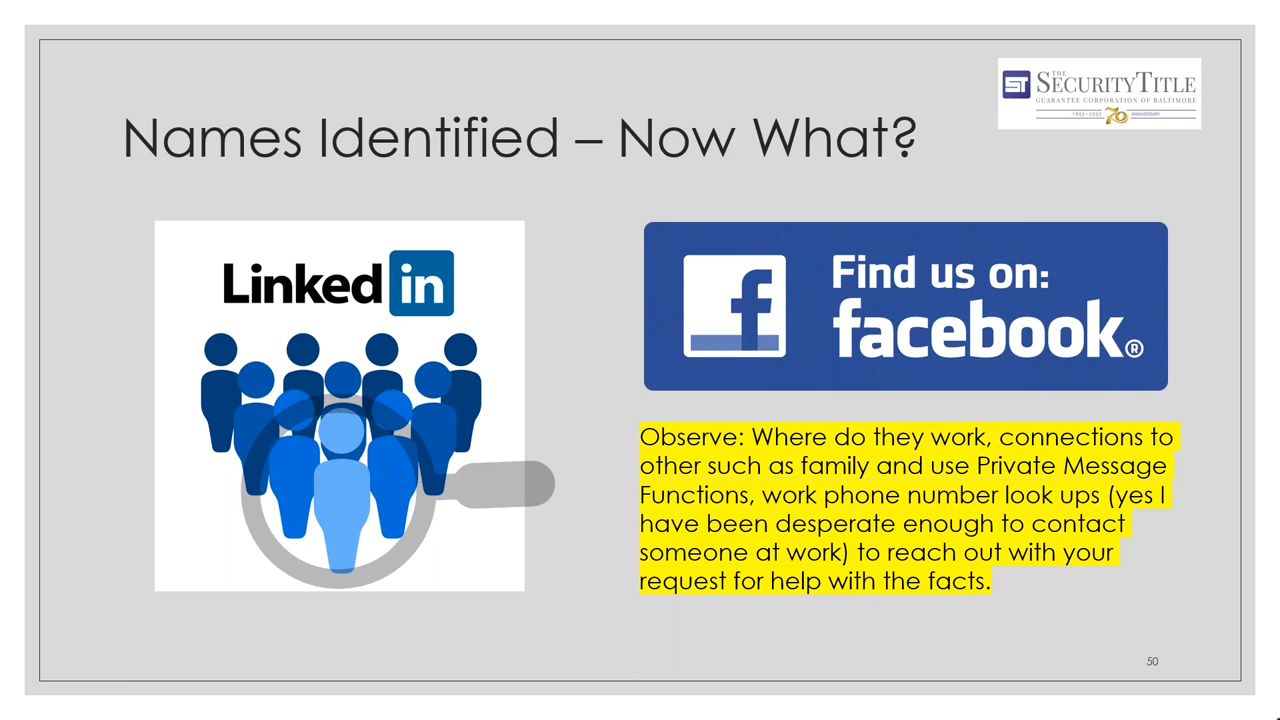 THE
ST SECURITYTITLE
GUARANTEE CORPORATION OF BALTIMORE
1952-2022 70 ANNIVERSARY
Names Identified – Now What?
Linked in
f Find us on:
facebook®
Observe: Where do they work, connections to
other such as family and use Private Message
Functions, work phone number look ups (yes I
have been desperate enough to contact
someone at work) to reach out with your
request for help with the facts.
50